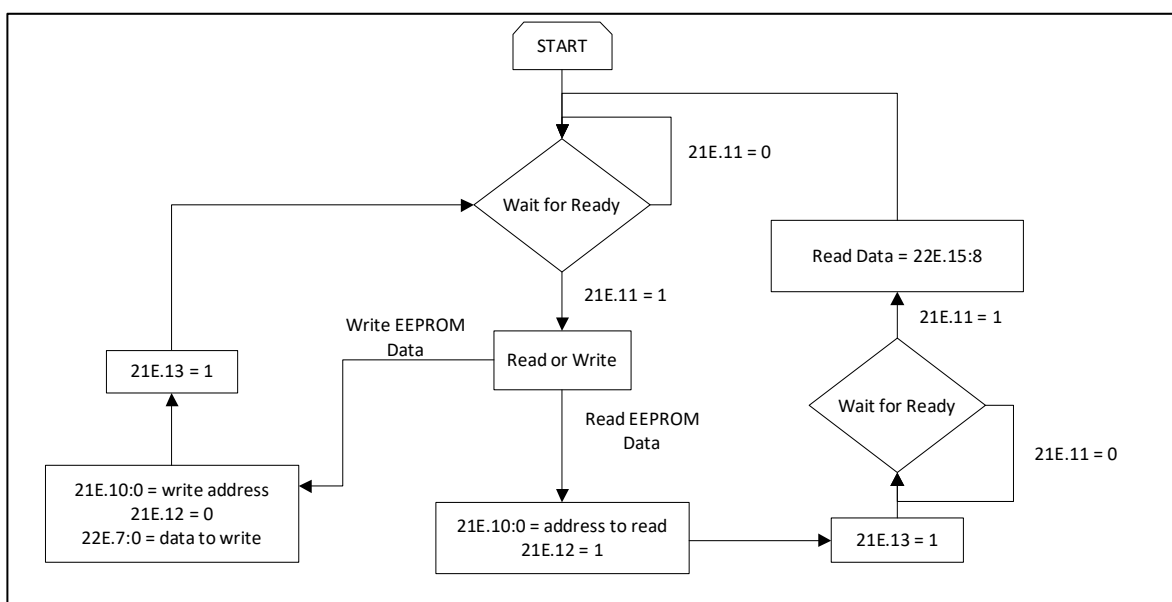 START
21E.11 = 0
Wait for Ready
Read Data = 22E.15:8
21E.11 = 1
21E.11 = 1
Write EEPROM
Data
Read or Write
21E.13 = 1
Wait for Ready
Read EEPROM
Data
21E.11 = 0
21E.10:0 = write address
21E.12 = 0
22E.7:0 = data to write
21E.10:0 = address to read
21E.12 = 1
21E.13 = 1